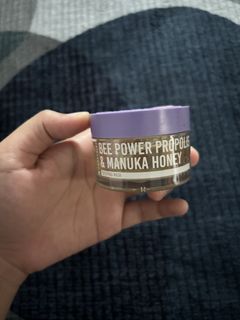 BEE POWER PROPOLIS
& MANUKA HONEY